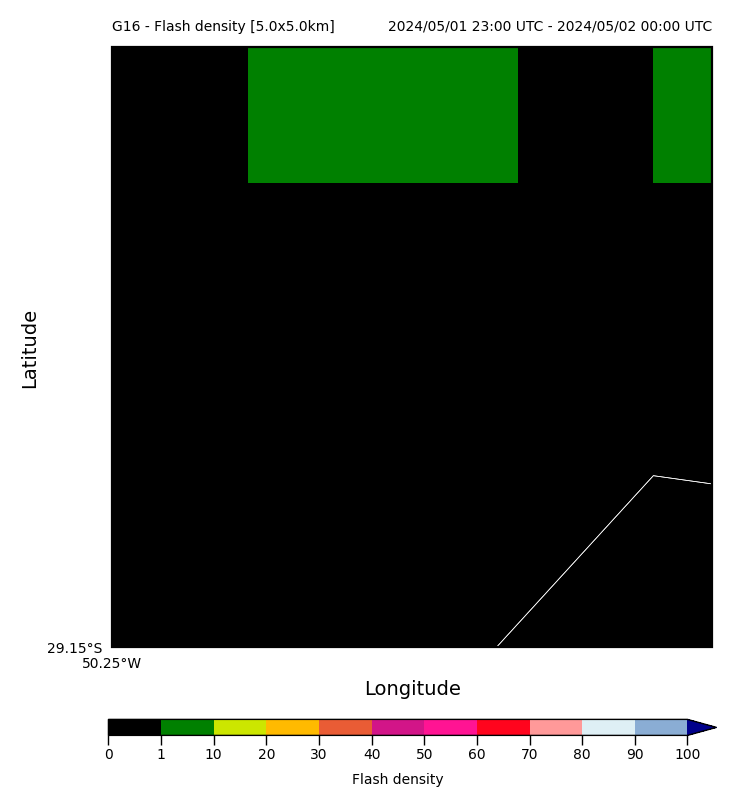 G16 - Flash density [5.0x5.0km] 2024/05/01 23:00 UTC - 2024/05/02 00:00 UTC
Latitude
29.15°S
50.25°W
Longitude
0 1 10 20 30 40 50 60 70 80 90 100
Flash density